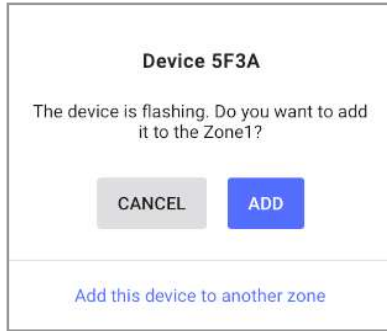 Device 5F3A
The device is flashing. Do you want to add
it to the Zone1?
CANCEL
ADD
Add this device to another zone